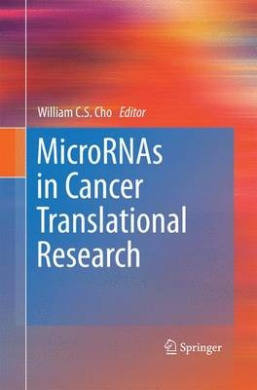 William C.S. Cho Editor
MicroRNAs
in Cancer
Translational
Research
Springer